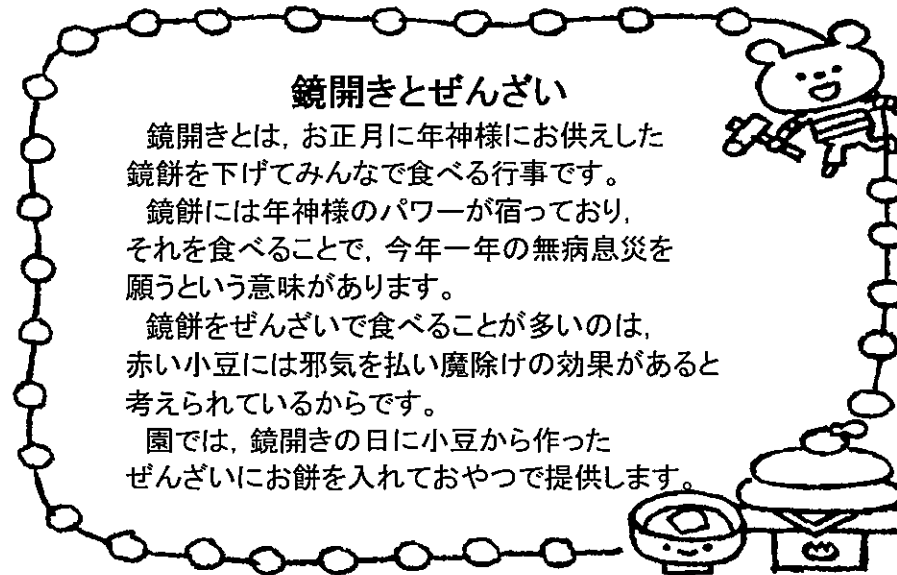 鏡開きとぜんざい
鏡開きとは，お正月に年神様にお供えした
鏡餅を下げてみんなで食べる行事です。
鏡餅には年神様のパワーが宿っており，
それを食べることで，今年一年の無病息災を
願うという意味があります。
鏡餅をぜんざいで食べることが多いのは，
赤い小豆には邪気を払い魔除けの効果があると
考えられているからです。
園では，鏡開きの日に小豆から作った
ぜんざいにお餅を入れておやつで提供します。